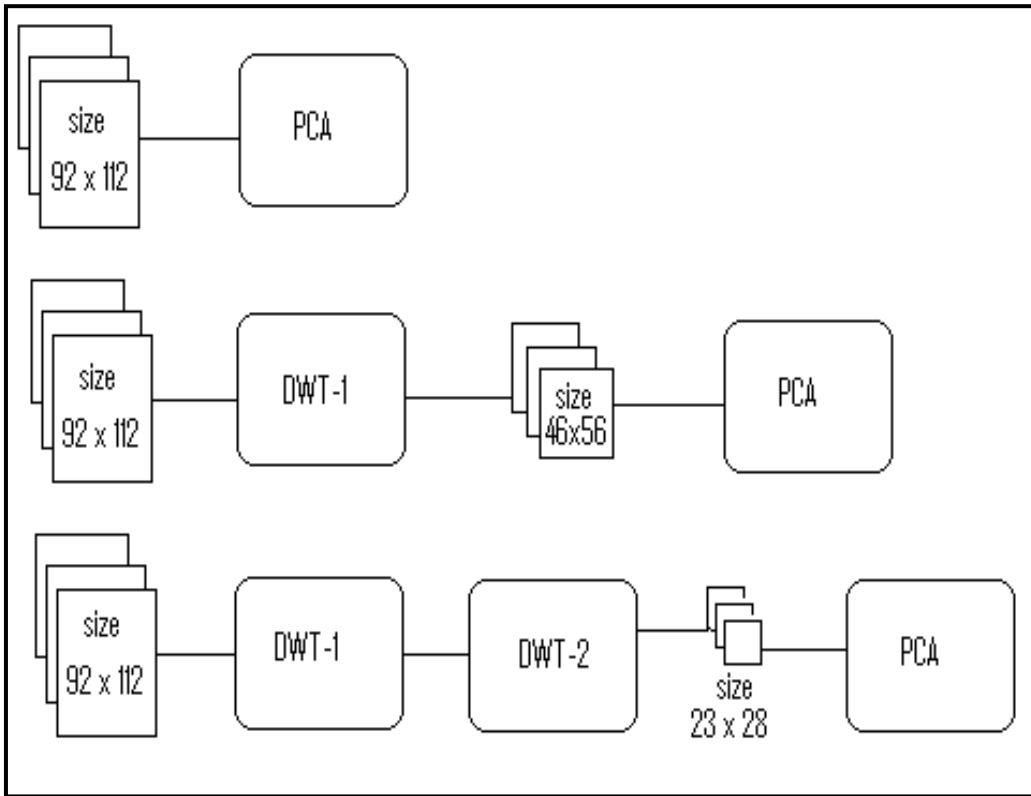 size
92 x 112
PCA
size
92 x 112
DWT-1
size
46x56
PCA
size
92 x 112
DWT-1
DWT-2
size
23 x 28
PCA